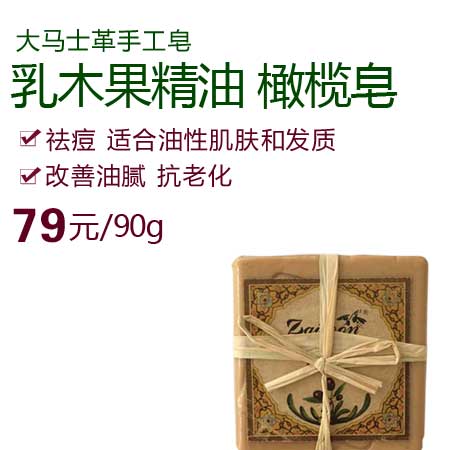 大马士革手工皂
乳木果精油 橄榄皂
祛痘 适合油性肌肤和发质
改善油腻 抗老化
79元/90g